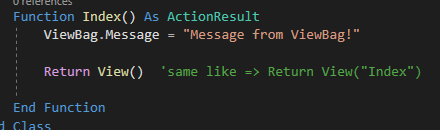 0 references
Function Index() As ActionResult
ViewBag.Message = "Message from ViewBag!"
Return View()  'same like => Return View("Index")
End Function
d Class